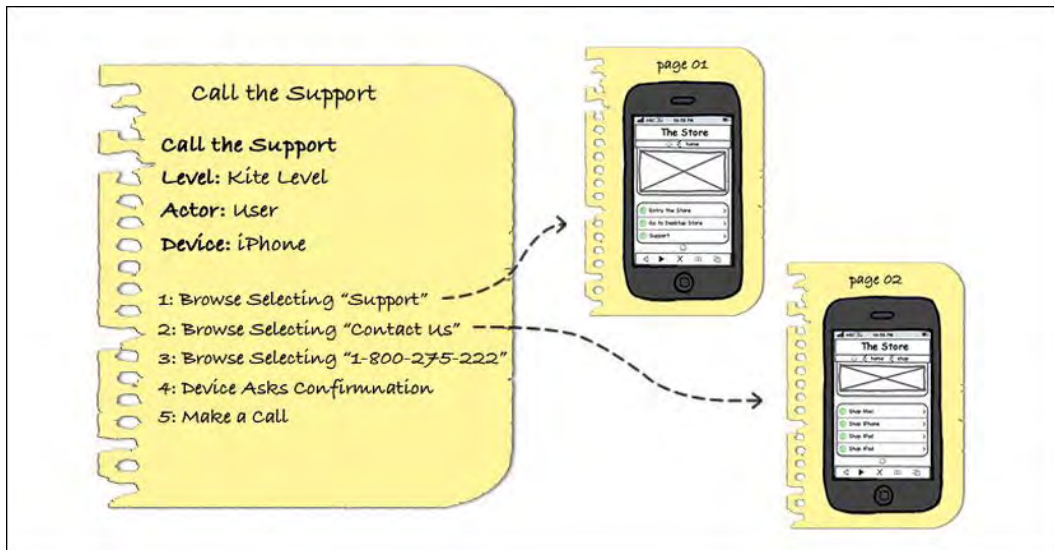 Call the Support
Call the Support
Level: Kite Level
Actor: User
Device: iPhone
1: Browse Selecting "Support"
2: Browse Selecting "Contact Us"
3: Browse Selecting "1-800-275-222"
4: Device Asks Confirmnation
5: Make a Call
page 01
The Store
home
Entry the Store
Go to Desktop Store
Support
page 02
The Store
home shop
Shop Mac
Shop iPhone
Shop iPod
Shop iPad